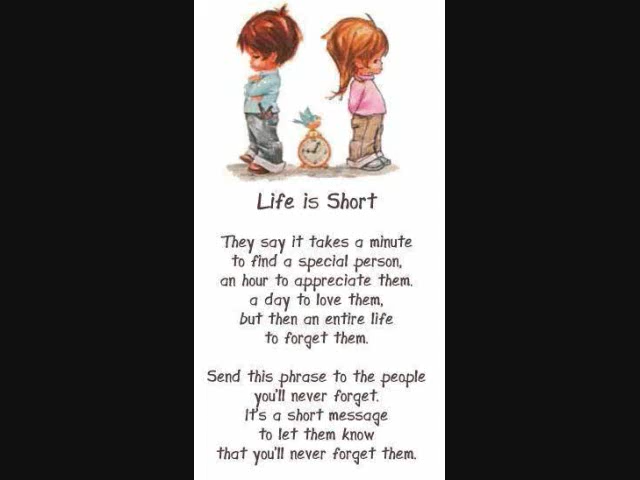 Life is Short
They say it takes a minute
to find a special person,
an hour to appreciate them.
a day to love them,
but then an entire life
to forget them.
Send this phrase to the people
you'll never forget.
It's a short message
to let them know
that you'll never forget them.